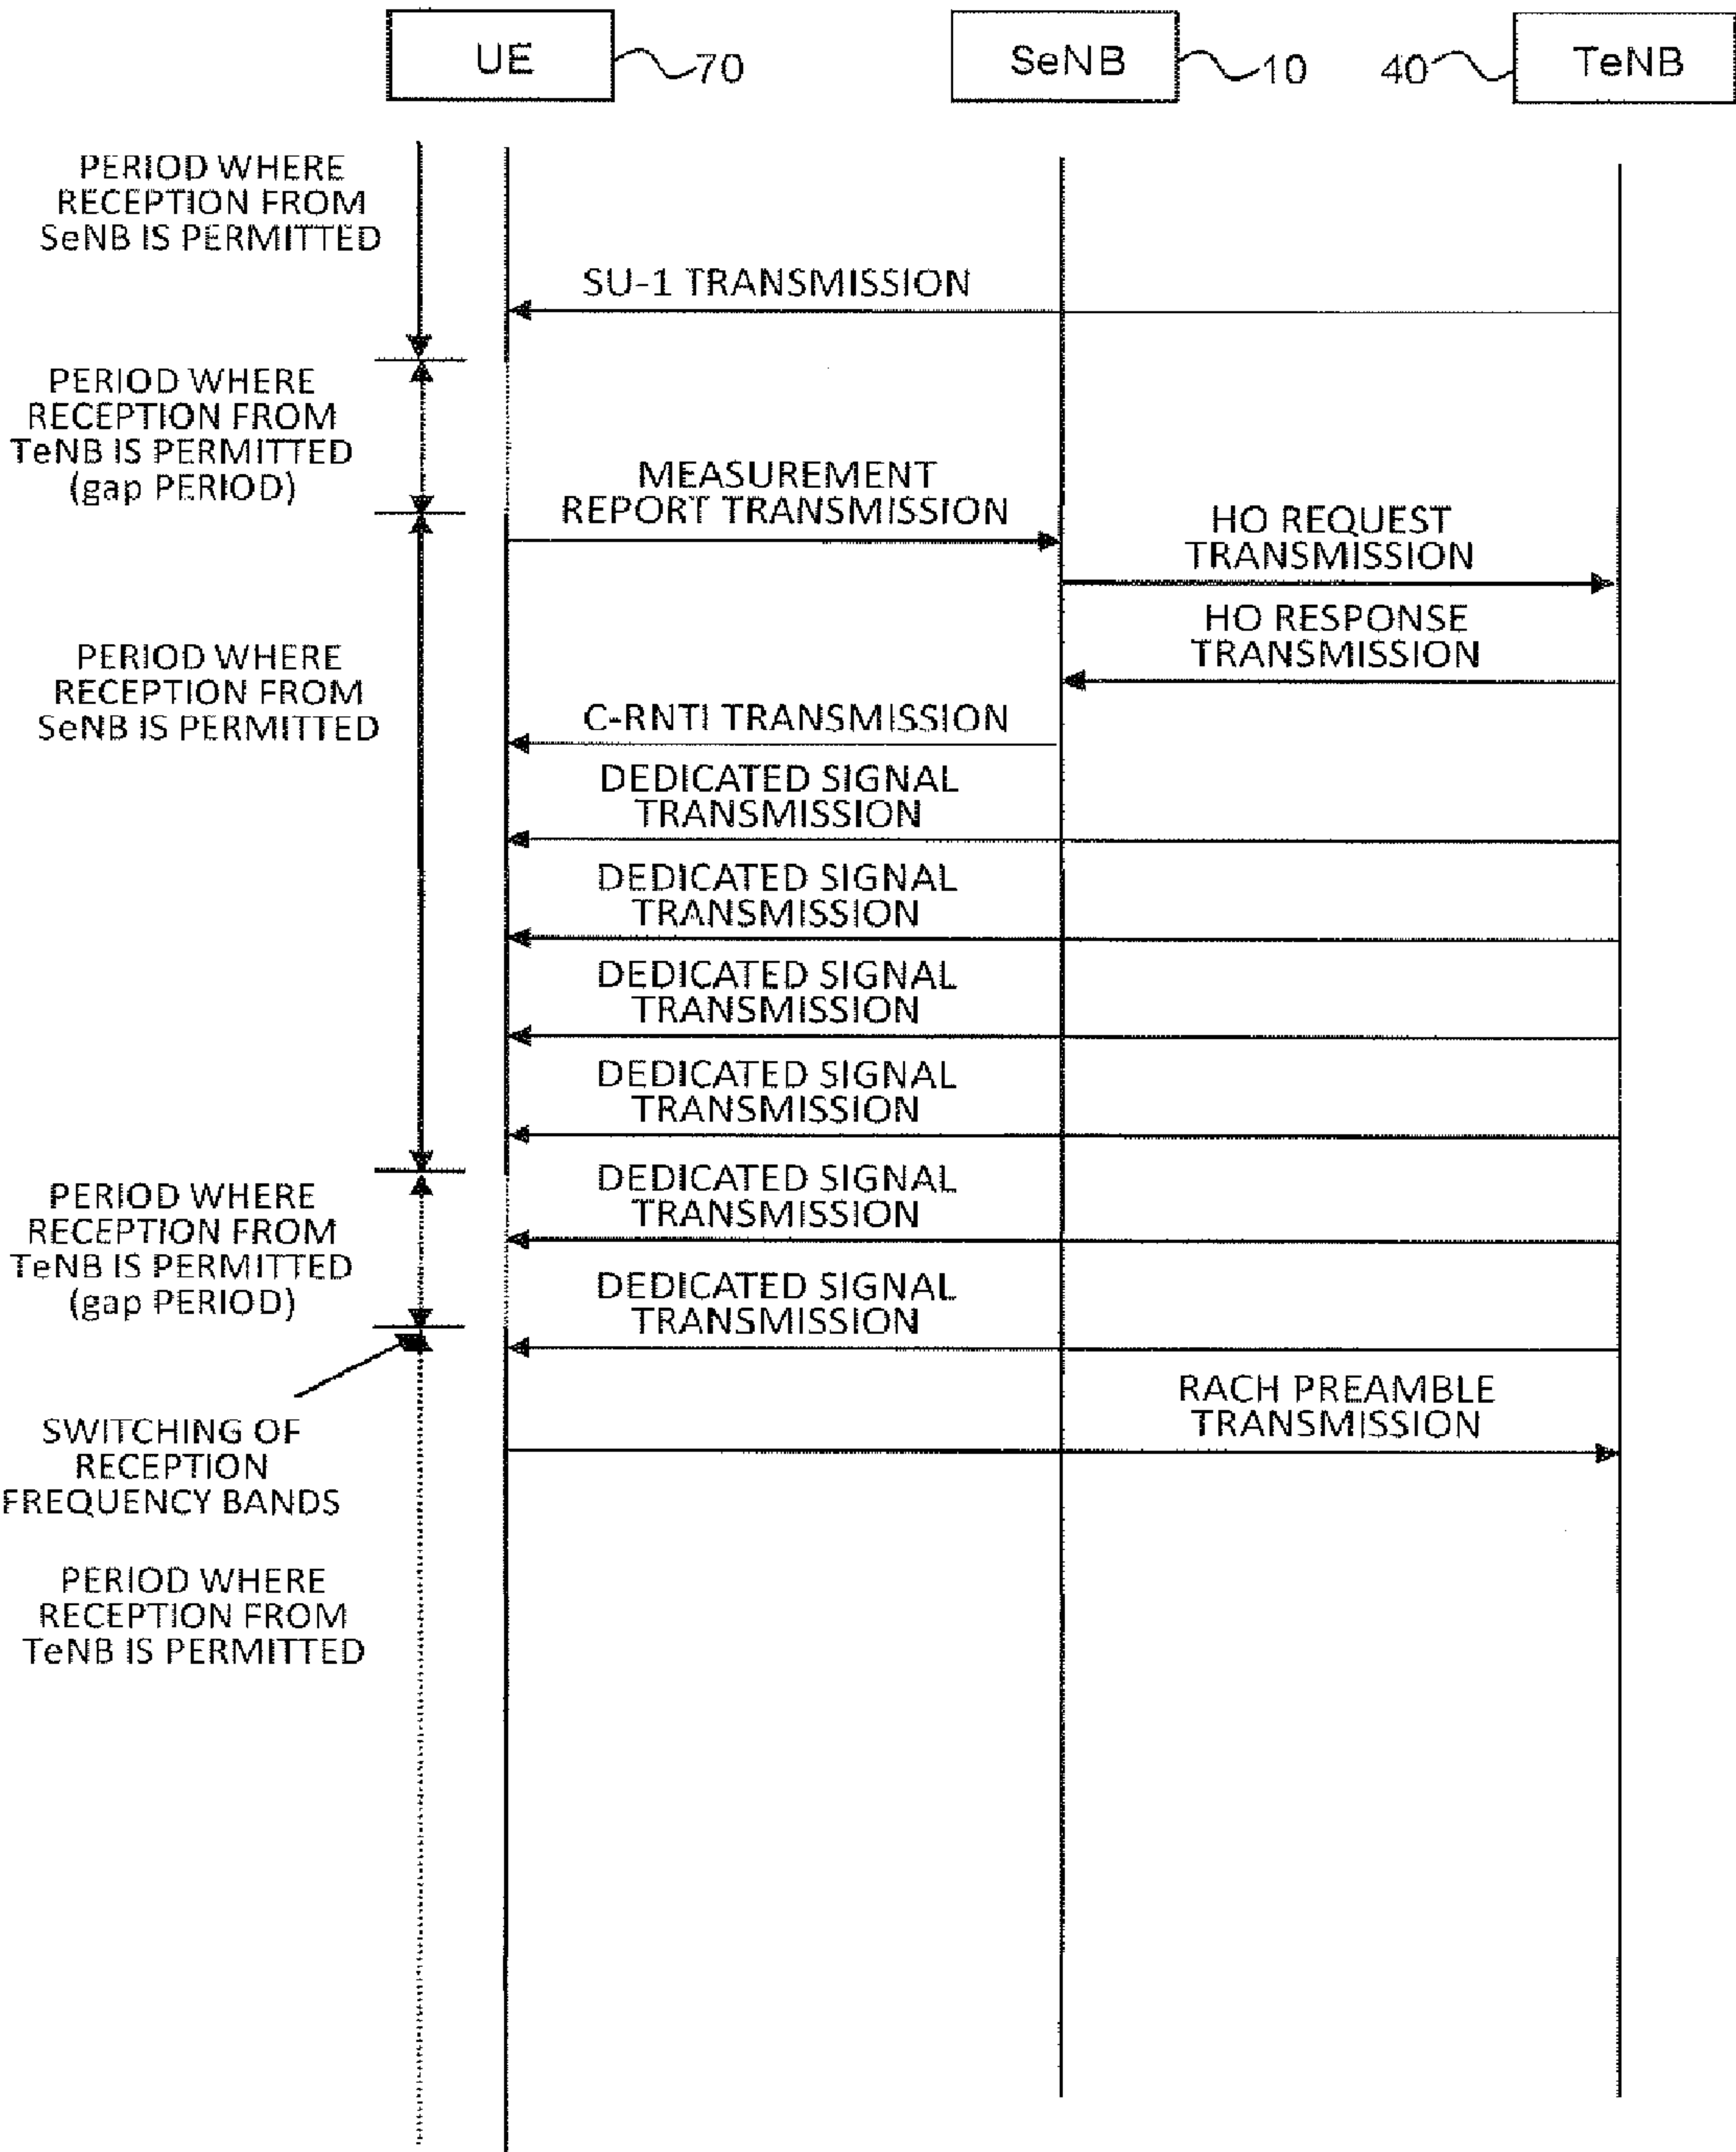 UE
70
SeNB
10
40
TeNB
PERIOD WHERE
RECEPTION FROM
SeNB IS PERMITTED
SU-1 TRANSMISSION
PERIOD WHERE
RECEPTION FROM
TeNB IS PERMITTED
(gap PERIOD)
MEASUREMENT
REPORT TRANSMISSION
HO REQUEST
TRANSMISSION
HO RESPONSE
TRANSMISSION
PERIOD WHERE
RECEPTION FROM
SeNB IS PERMITTED
C-RNTI TRANSMISSION
DEDICATED SIGNAL
TRANSMISSION
DEDICATED SIGNAL
TRANSMISSION
DEDICATED SIGNAL
TRANSMISSION
DEDICATED SIGNAL
TRANSMISSION
DEDICATED SIGNAL
TRANSMISSION
PERIOD WHERE
RECEPTION FROM
TeNB IS PERMITTED
(gap PERIOD)
DEDICATED SIGNAL
TRANSMISSION
RACH PREAMBLE
TRANSMISSION
SWITCHING OF
RECEPTION
FREQUENCY BANDS
PERIOD WHERE
RECEPTION FROM
TeNB IS PERMITTED